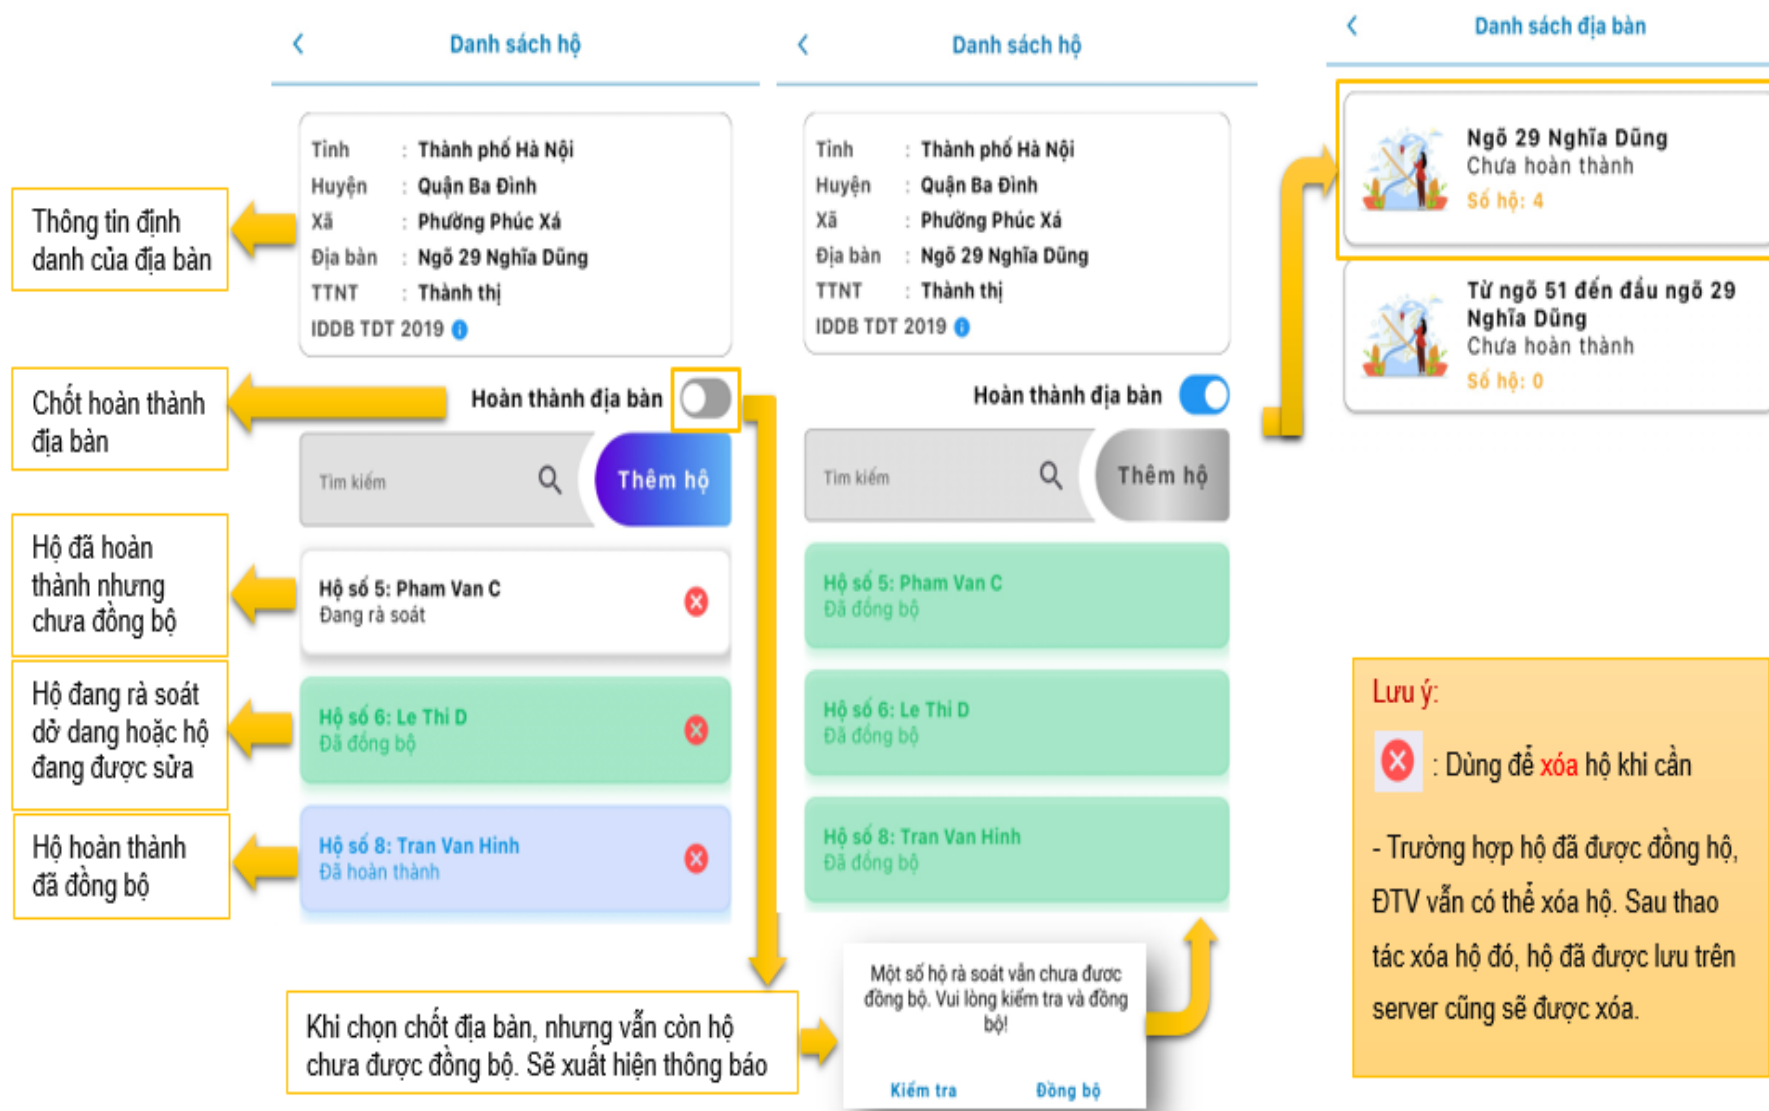 Thông tin định
danh của địa bàn
Chốt hoàn thành
địa bàn
Hộ đã hoàn
thành nhưng
chưa đồng bộ
Hộ đang rà soát
dở dang hoặc hộ
đang được sửa
Hộ hoàn thành
đã đồng bộ
Danh sách hộ
Tỉnh : Thành phố Hà Nội
Huyện : Quận Ba Đình
Xã : Phường Phúc Xá
Địa bàn : Ngõ 29 Nghĩa Dũng
TTNT : Thành thị
IDDB TDT 2019
Hoàn thành địa bàn
Tìm kiếm
Thêm hộ
Hộ số 5: Pham Van C
Đang rà soát
Hộ số 6: Le Thi D
Đã đồng bộ
Hộ số 8: Tran Van Hinh
Đã hoàn thành
Khi chọn chốt địa bàn, nhưng vẫn còn hộ
chưa được đồng bộ. Sẽ xuất hiện thông báo
Danh sách hộ
Tỉnh : Thành phố Hà Nội
Huyện : Quận Ba Đình
Xã : Phường Phúc Xá
Địa bàn : Ngõ 29 Nghĩa Dũng
TTNT : Thành thị
IDDB TDT 2019
Hoàn thành địa bàn
Tìm kiếm
Thêm hộ
Hộ số 5: Pham Van C
Đã đồng bộ
Hộ số 6: Le Thi D
Đã đồng bộ
Hộ số 8: Tran Van Hinh
Đã đồng bộ
Một số hộ rà soát vẫn chưa được
đồng bộ. Vui lòng kiểm tra và đồng
bộ!
Kiểm tra
Đồng bộ
Danh sách địa bàn
Ngõ 29 Nghĩa Dũng
Chưa hoàn thành
Số hộ: 4
Từ ngõ 51 đến đầu ngõ 29
Nghĩa Dũng
Chưa hoàn thành
Số hộ: 0
Lưu ý:
: Dùng để xóa hộ khi cần
- Trường hợp hộ đã được đồng hộ,
ĐTV vẫn có thể xóa hộ. Sau thao
tác xóa hộ đó, hộ đã được lưu trên
server cũng sẽ được xóa.